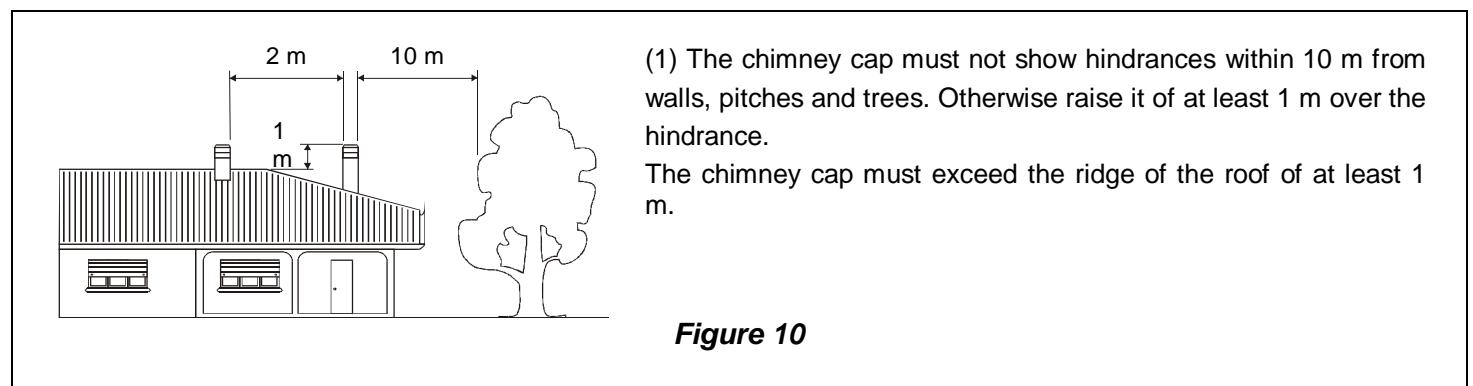 2 m
10 m
1
m
(1) The chimney cap must not show hindrances within 10 m from
walls, pitches and trees. Otherwise raise it of at least 1 m over the
hindrance.
The chimney cap must exceed the ridge of the roof of at least 1
m.
Figure 10